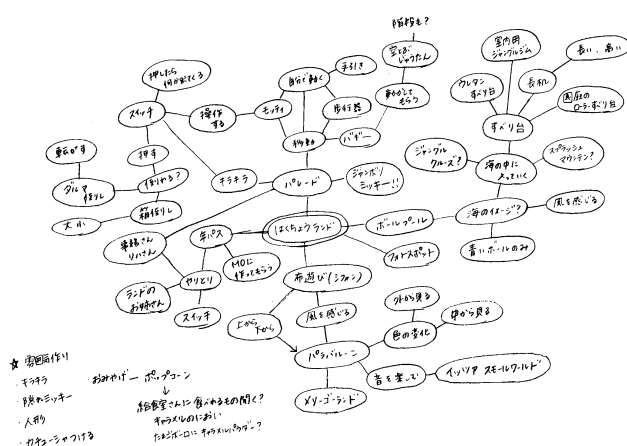 階段も?
空とぶ
じゅうたん
室内用
ジャングルジム
長い、高い
押したら
何かが出てくる
自分で動く
手引き
ウレタン
すべり台
長机
園庭の
ローラーすべり台
スイッチ
操作
する
モッティ
歩行器
動かして
もらう
すべり台
転がす
押す
移動
バギー
ジャングル
クルーズ?
海の中に
入っていく
スプラッシュ
マウンテン?
倒れる?
キラキラ
パレード
ジャンボリ
ミッキー!!
ダルマ
作りし
箱作りし
大小
年パス
はくちょうランド
ボールプール
海のイメージ?
風を感じる
事務さん
リハさん
MDに
作ってもらう
フォトスポット
青いボールのみ
やりとり
布遊び(シフォン)
ランドの
お姉さん
スイッチ
上から
下から
風を感じる
外から見る
中から見る
色の変化
パラバルーン
音を楽しむ
イッツア スモールワールド
メリーゴーランド
☆ 雰囲気作り
・キラキラ
・隠れミッキー
・人形
・カチューシャつける
おみやげ ー ポップコーン
↓
給食室さんに食べれるもの聞く?
キャラメルのにおい
たまごボーロにキャラメルパウダー?